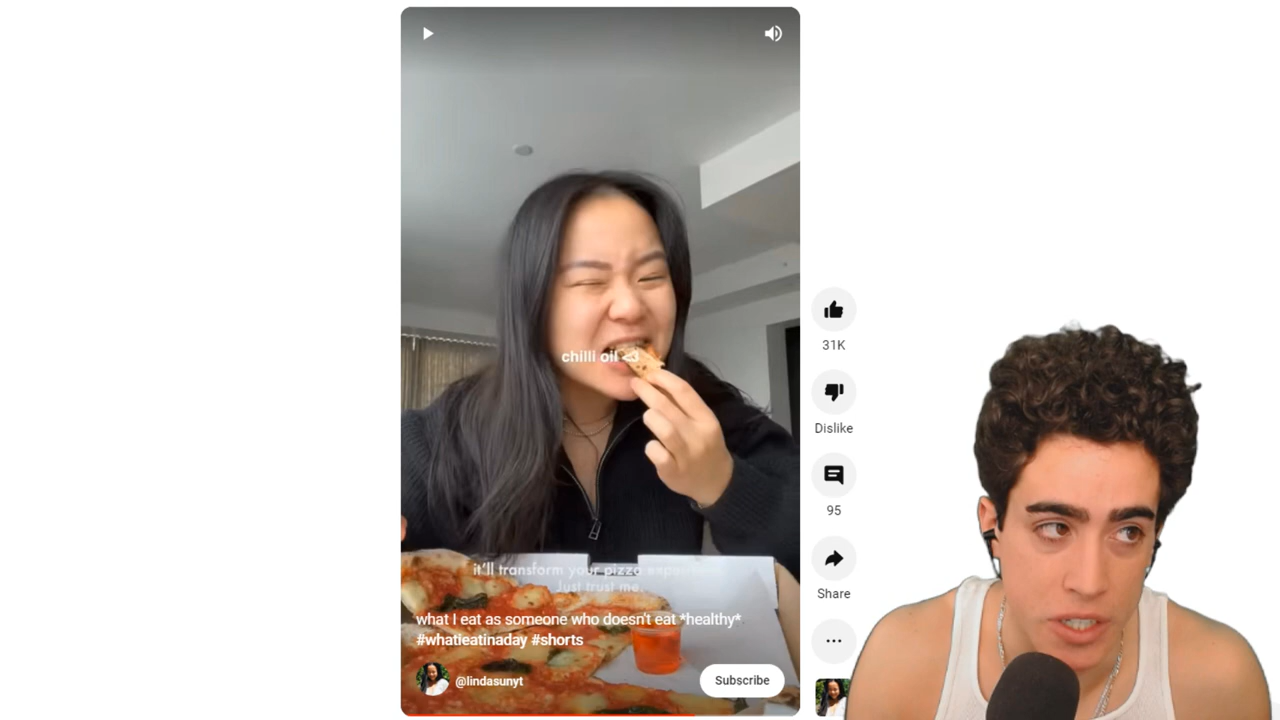 chilli oil <3
it'll transform your pizza
Just trust me.
what I eat as someone who doesn't eat *healthy*
#whatieatinaday #shorts
@lindasunyt
Subscribe
31K
Dislike
95
Share